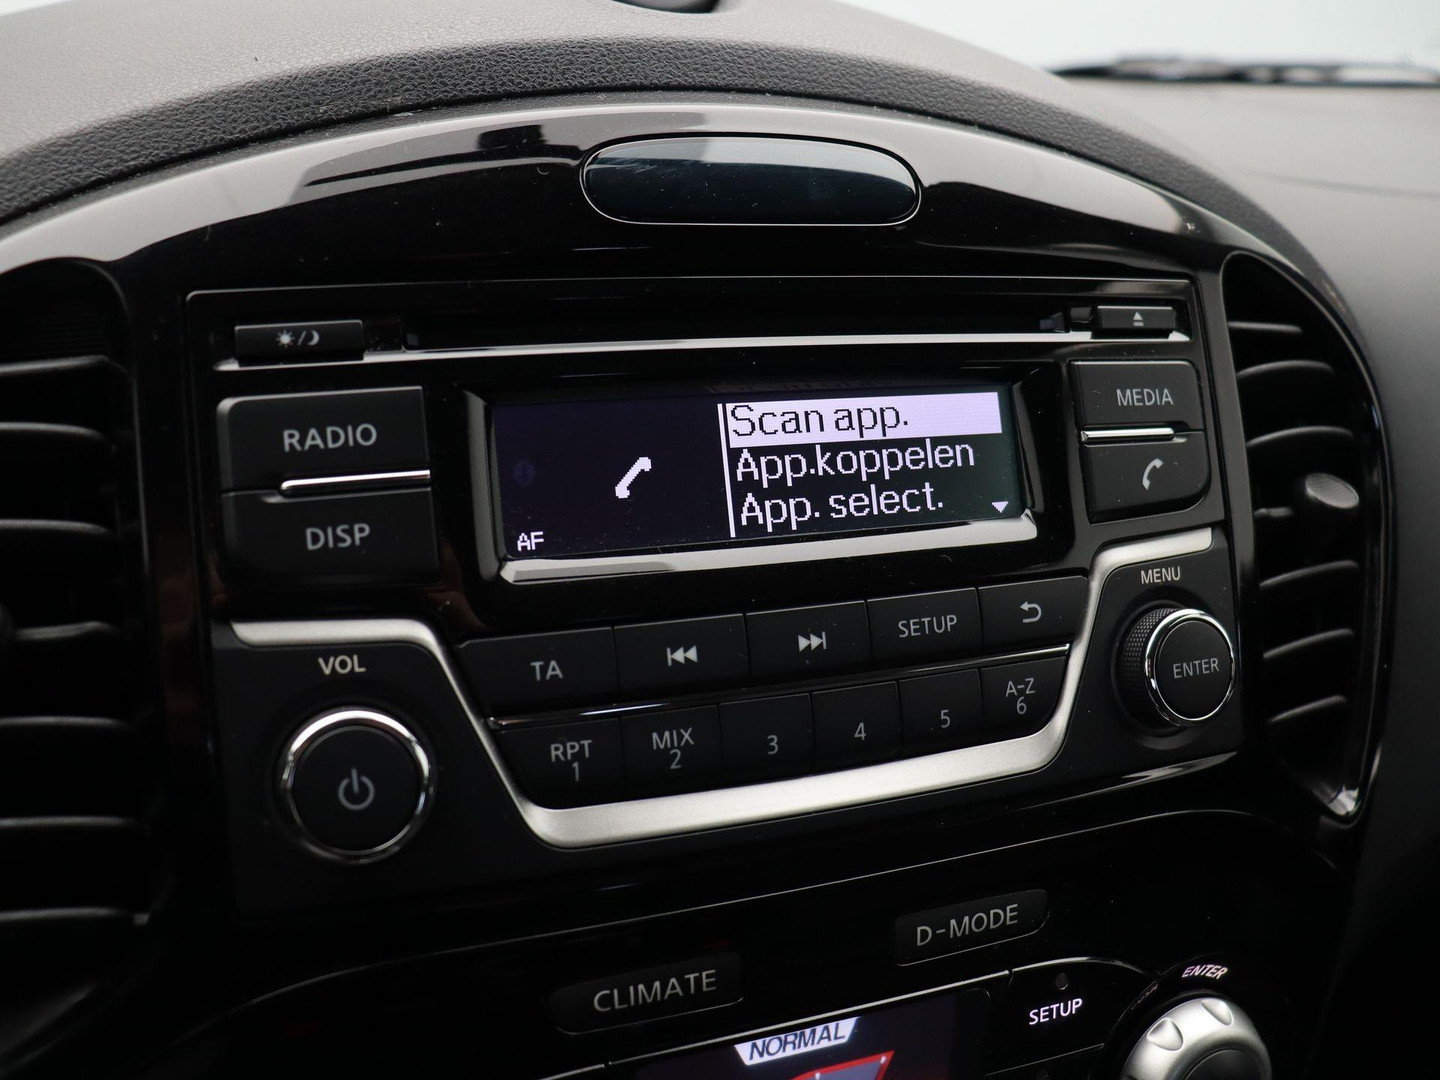 RADIO
DISP
AF
Scan app.
App.koppelen
App. select.
MEDIA
MENU
ENTER
VOL
TA
SETUP
RPT
1
MIX
2
3
4
5
A-Z
6
D-MODE
CLIMATE
NORMAL
SETUP
ENTER